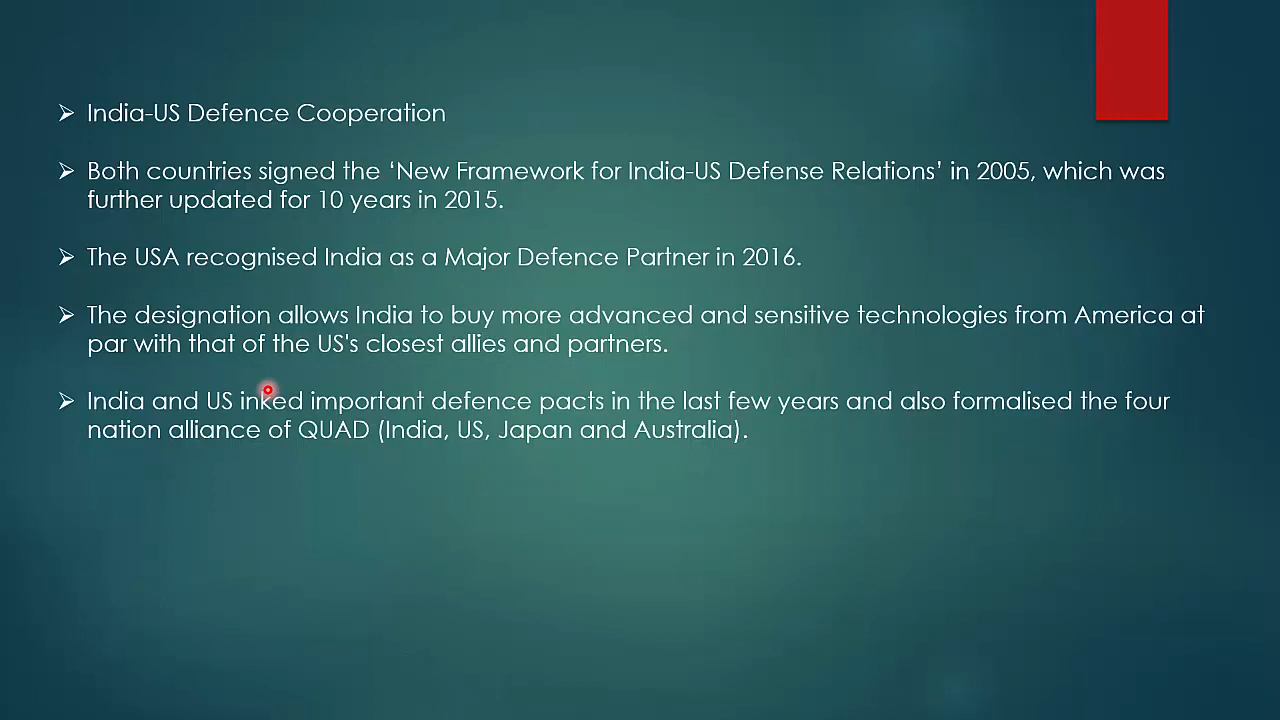 ➢ India-US Defence Cooperation
➢ Both countries signed the ‘New Framework for India-US Defense Relations’ in 2005, which was
further updated for 10 years in 2015.
➢ The USA recognised India as a Major Defence Partner in 2016.
➢ The designation allows India to buy more advanced and sensitive technologies from America at
par with that of the US's closest allies and partners.
➢ India and US inked important defence pacts in the last few years and also formalised the four
nation alliance of QUAD (India, US, Japan and Australia).